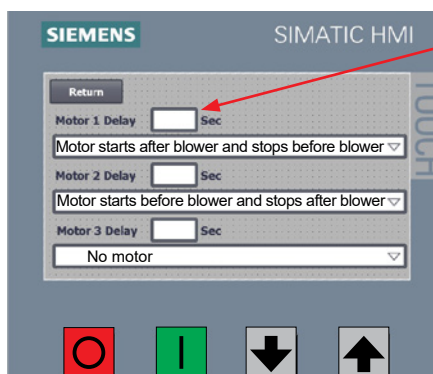 SIEMENS SIMATIC HMI
TOUCH
Return
Motor 1 Delay Sec
Motor starts after blower and stops before blower
Motor 2 Delay Sec
Motor starts before blower and stops after blower
Motor 3 Delay Sec
No motor